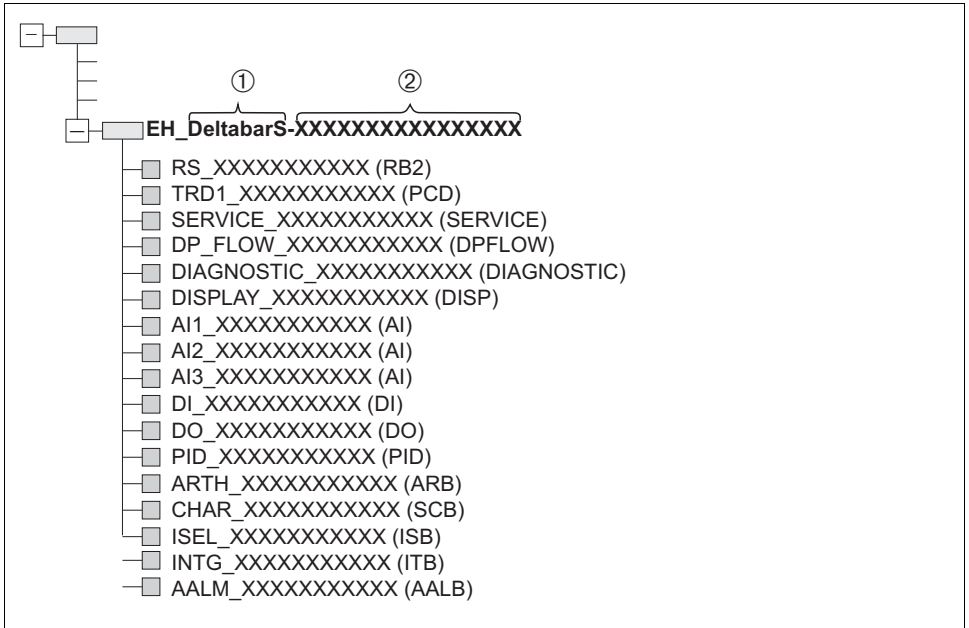 ① ②
EH_DeltabarS-XXXXXXXXXXXXXXXX
RS_XXXXXXXXXXX (RB2)
TRD1_XXXXXXXXXXX (PCD)
SERVICE_XXXXXXXXXXX (SERVICE)
DP_FLOW_XXXXXXXXXXX (DPFLOW)
DIAGNOSTIC_XXXXXXXXXXX (DIAGNOSTIC)
DISPLAY_XXXXXXXXXXX (DISP)
AI1_XXXXXXXXXXX (AI)
AI2_XXXXXXXXXXX (AI)
AI3_XXXXXXXXXXX (AI)
DI_XXXXXXXXXXX (DI)
DO_XXXXXXXXXXX (DO)
PID_XXXXXXXXXXX (PID)
ARTH_XXXXXXXXXXX (ARB)
CHAR_XXXXXXXXXXX (SCB)
ISEL_XXXXXXXXXXX (ISB)
INTG_XXXXXXXXXXX (ITB)
AALM_XXXXXXXXXXX (AALB)